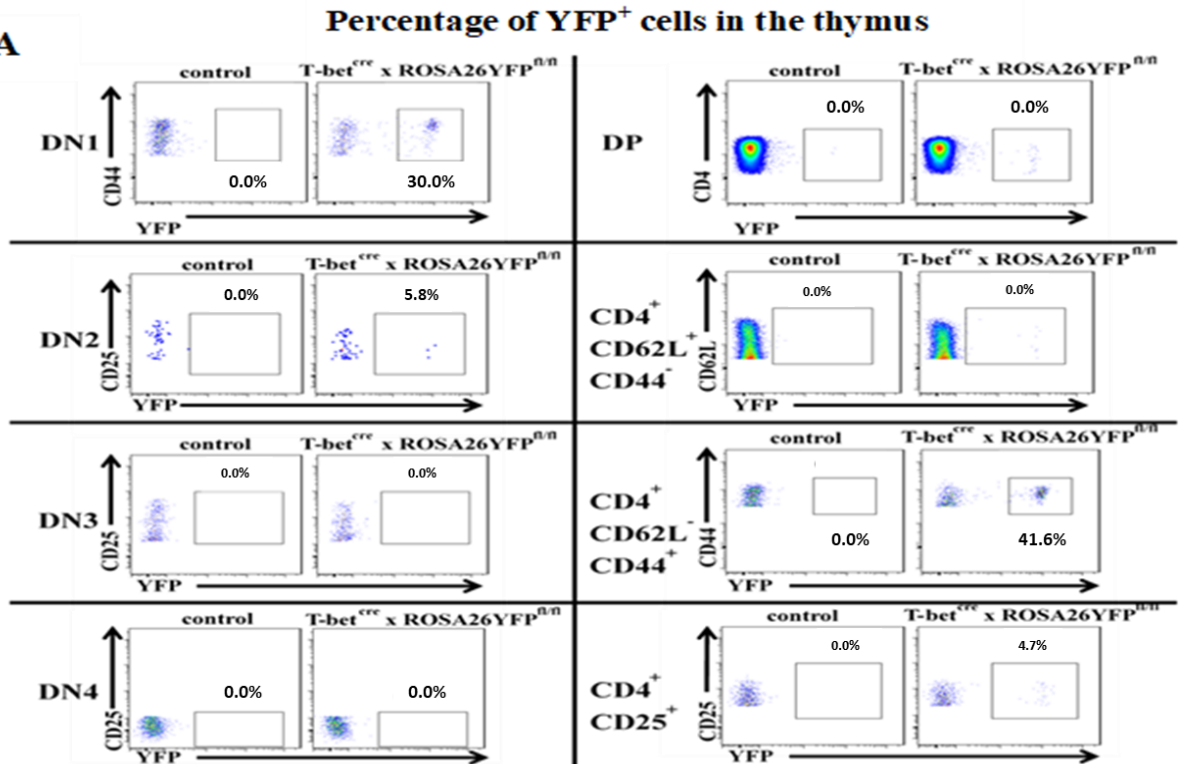 Percentage of YFP+ cells in the thymus
A
control T-betcre x ROSA26YFPfl/fl
DN1
CD44
0.0% 30.0%
YFP
control T-betcre x ROSA26YFPfl/fl
DN2
CD25
0.0% 5.8%
YFP
control T-betcre x ROSA26YFPfl/fl
DN3
CD25
0.0% 0.0%
YFP
control T-betcre x ROSA26YFPfl/fl
DN4
CD25
0.0% 0.0%
YFP
control T-betcre x ROSA26YFPfl/fl
DP
CD4
0.0% 0.0%
YFP
control T-betcre x ROSA26YFPfl/fl
CD4+
CD62L+
CD44-
CD62L
0.0% 0.0%
YFP
control T-betcre x ROSA26YFPfl/fl
CD4+
CD62L-
CD44+
CD44
0.0% 41.6%
YFP
control T-betcre x ROSA26YFPfl/fl
CD4+
CD25+
CD25
0.0% 4.7%
YFP